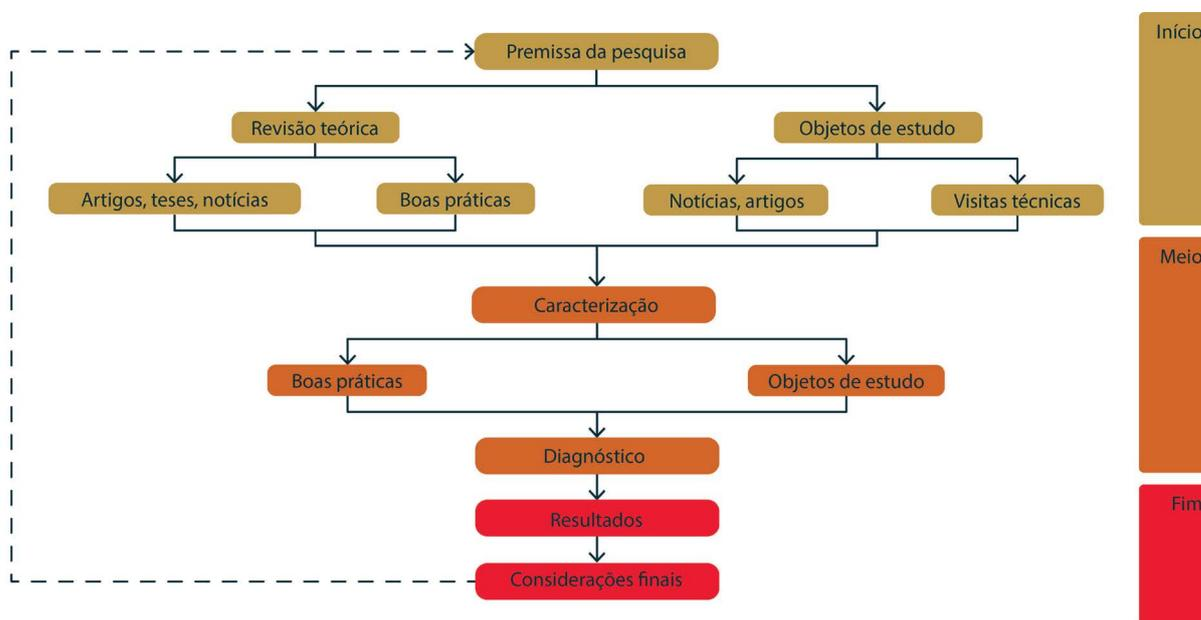 Premissa da pesquisa
Início
Revisão teórica
Objetos de estudo
Artigos, teses, notícias
Boas práticas
Notícias, artigos
Visitas técnicas
Meio
Caracterização
Boas práticas
Objetos de estudo
Diagnóstico
Resultados
Fim
Considerações finais